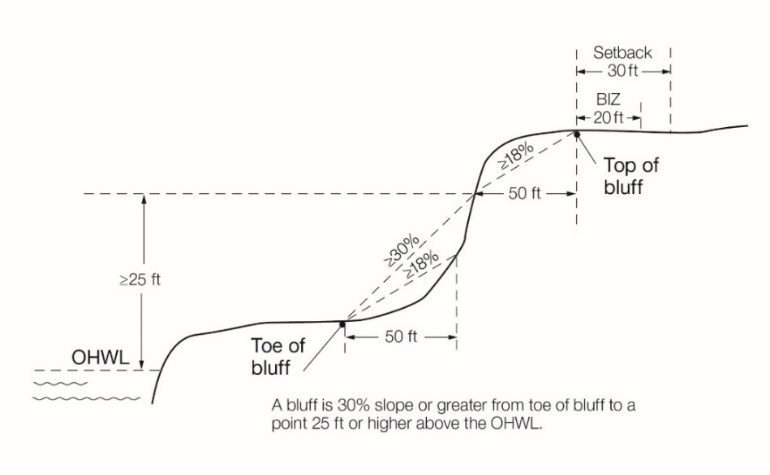 Setback
30 ft
BIZ
20 ft
≥18%
Top of
bluff
50 ft
≥30%
≥18%
≥25 ft
50 ft
OHWL
Toe of
bluff
A bluff is 30% slope or greater from toe of bluff to a
point 25 ft or higher above the OHWL.